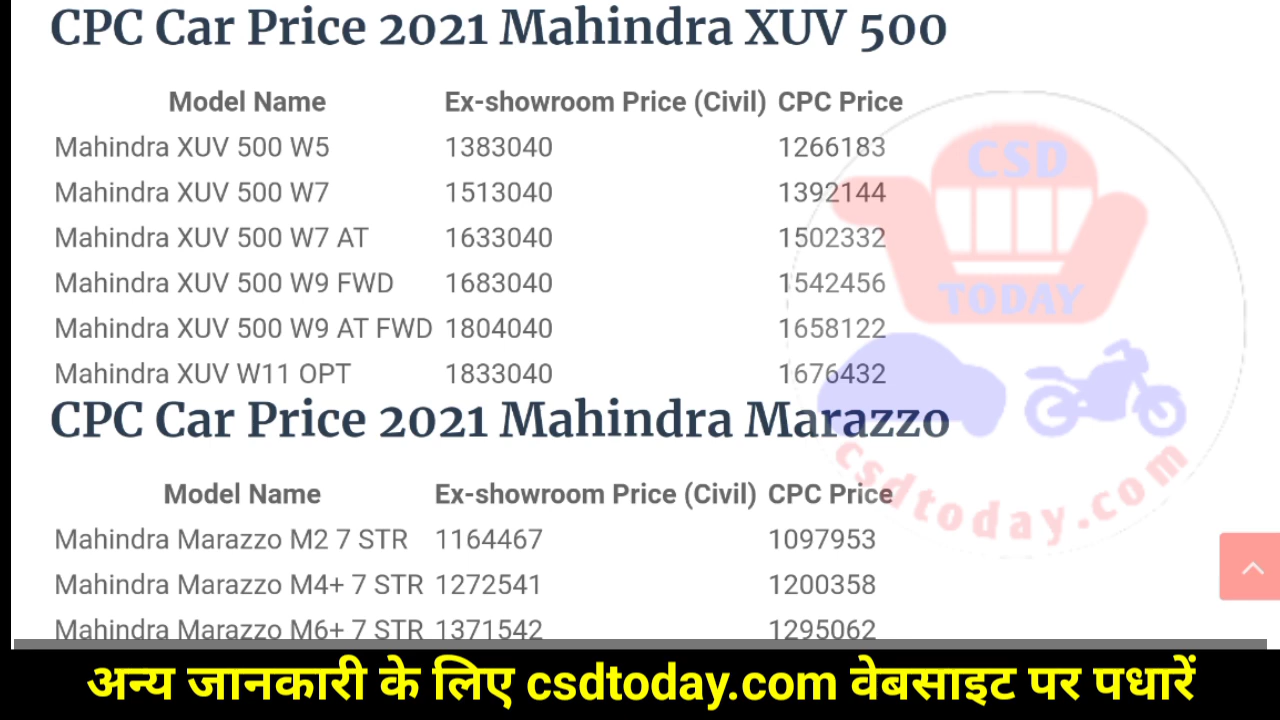 CPC Car Price 2021 Mahindra XUV 500
Model Name Ex-showroom Price (Civil) CPC Price
Mahindra XUV 500 W5 1383040 1266183
Mahindra XUV 500 W7 1513040 1392144
Mahindra XUV 500 W7 AT 1633040 1502332
Mahindra XUV 500 W9 FWD 1683040 1542456
Mahindra XUV 500 W9 AT FWD 1804040 1658122
Mahindra XUV W11 OPT 1833040 1676432
CPC Car Price 2021 Mahindra Marazzo
Model Name Ex-showroom Price (Civil) CPC Price
Mahindra Marazzo M2 7 STR 1164467 1097953
Mahindra Marazzo M4+ 7 STR 1272541 1200358
Mahindra Marazzo M6+ 7 STR 1371542 1295062
CSD
TODAY
csdtoday.com
अन्य जानकारी के लिए csdtoday.com वेबसाइट पर पधारें